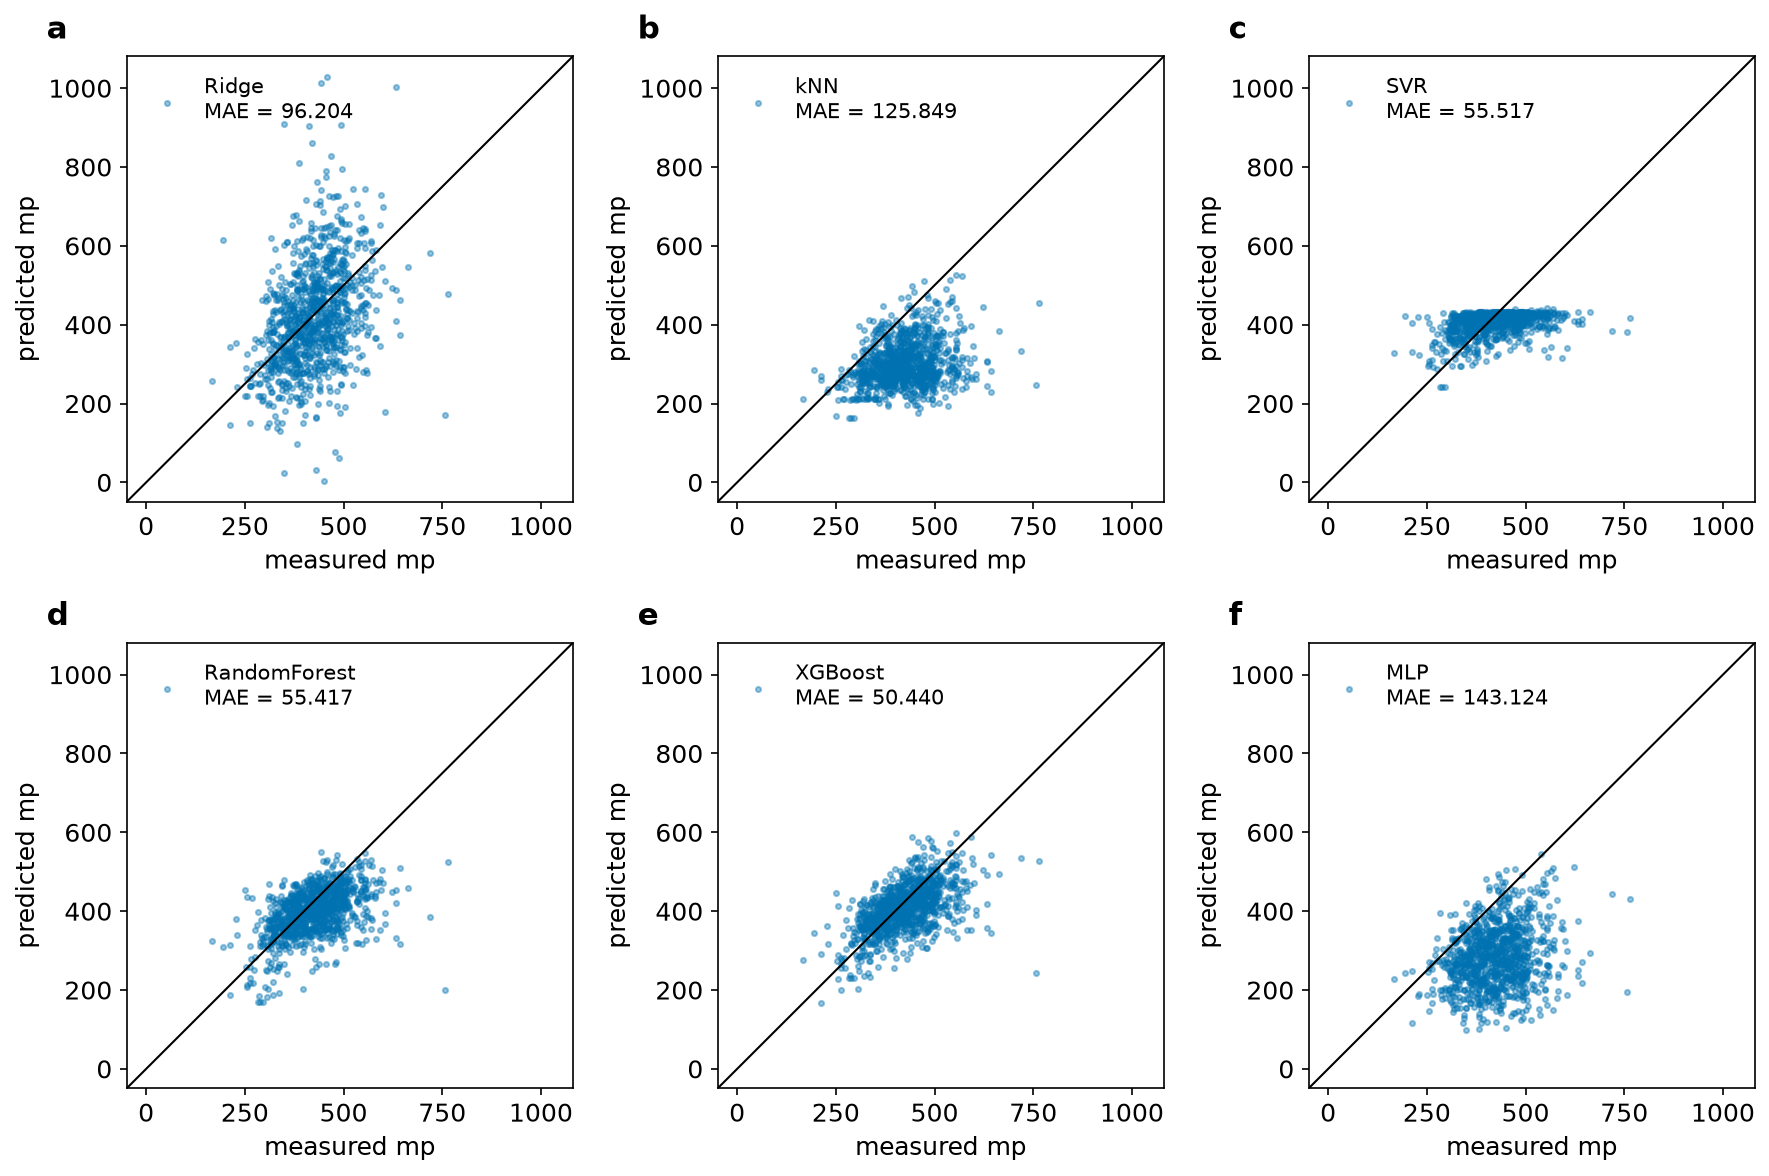 a
Ridge
MAE = 96.204
1000
800
600
400
200
0
predicted mp
0 250 500 750 1000
measured mp
b
kNN
MAE = 125.849
1000
800
600
400
200
0
predicted mp
0 250 500 750 1000
measured mp
c
SVR
MAE = 55.517
1000
800
600
400
200
0
predicted mp
0 250 500 750 1000
measured mp
d
RandomForest
MAE = 55.417
1000
800
600
400
200
0
predicted mp
0 250 500 750 1000
measured mp
e
XGBoost
MAE = 50.440
1000
800
600
400
200
0
predicted mp
0 250 500 750 1000
measured mp
f
MLP
MAE = 143.124
1000
800
600
400
200
0
predicted mp
0 250 500 750 1000
measured mp